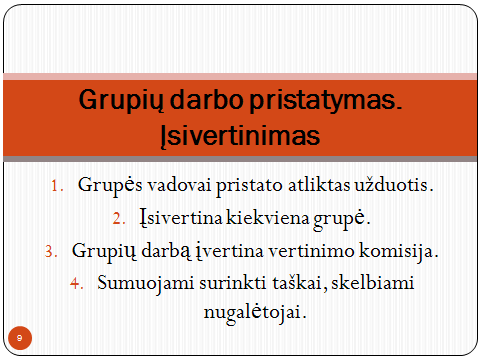 Grupių darbo pristatymas.
Įsivertinimas
1. Grupės vadovai pristato atliktas užduotis.
2. Įsivertina kiekviena grupė.
3. Grupių darbą įvertina vertinimo komisija.
4. Sumuojami surinkti taškai, skelbiami
nugalėtojai.
9